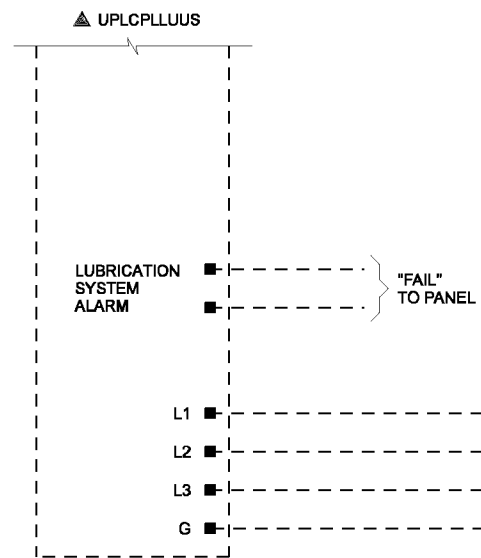 UPLCPLLUUS
LUBRICATION
SYSTEM
ALARM
"FAIL"
TO PANEL
L1
L2
L3
G